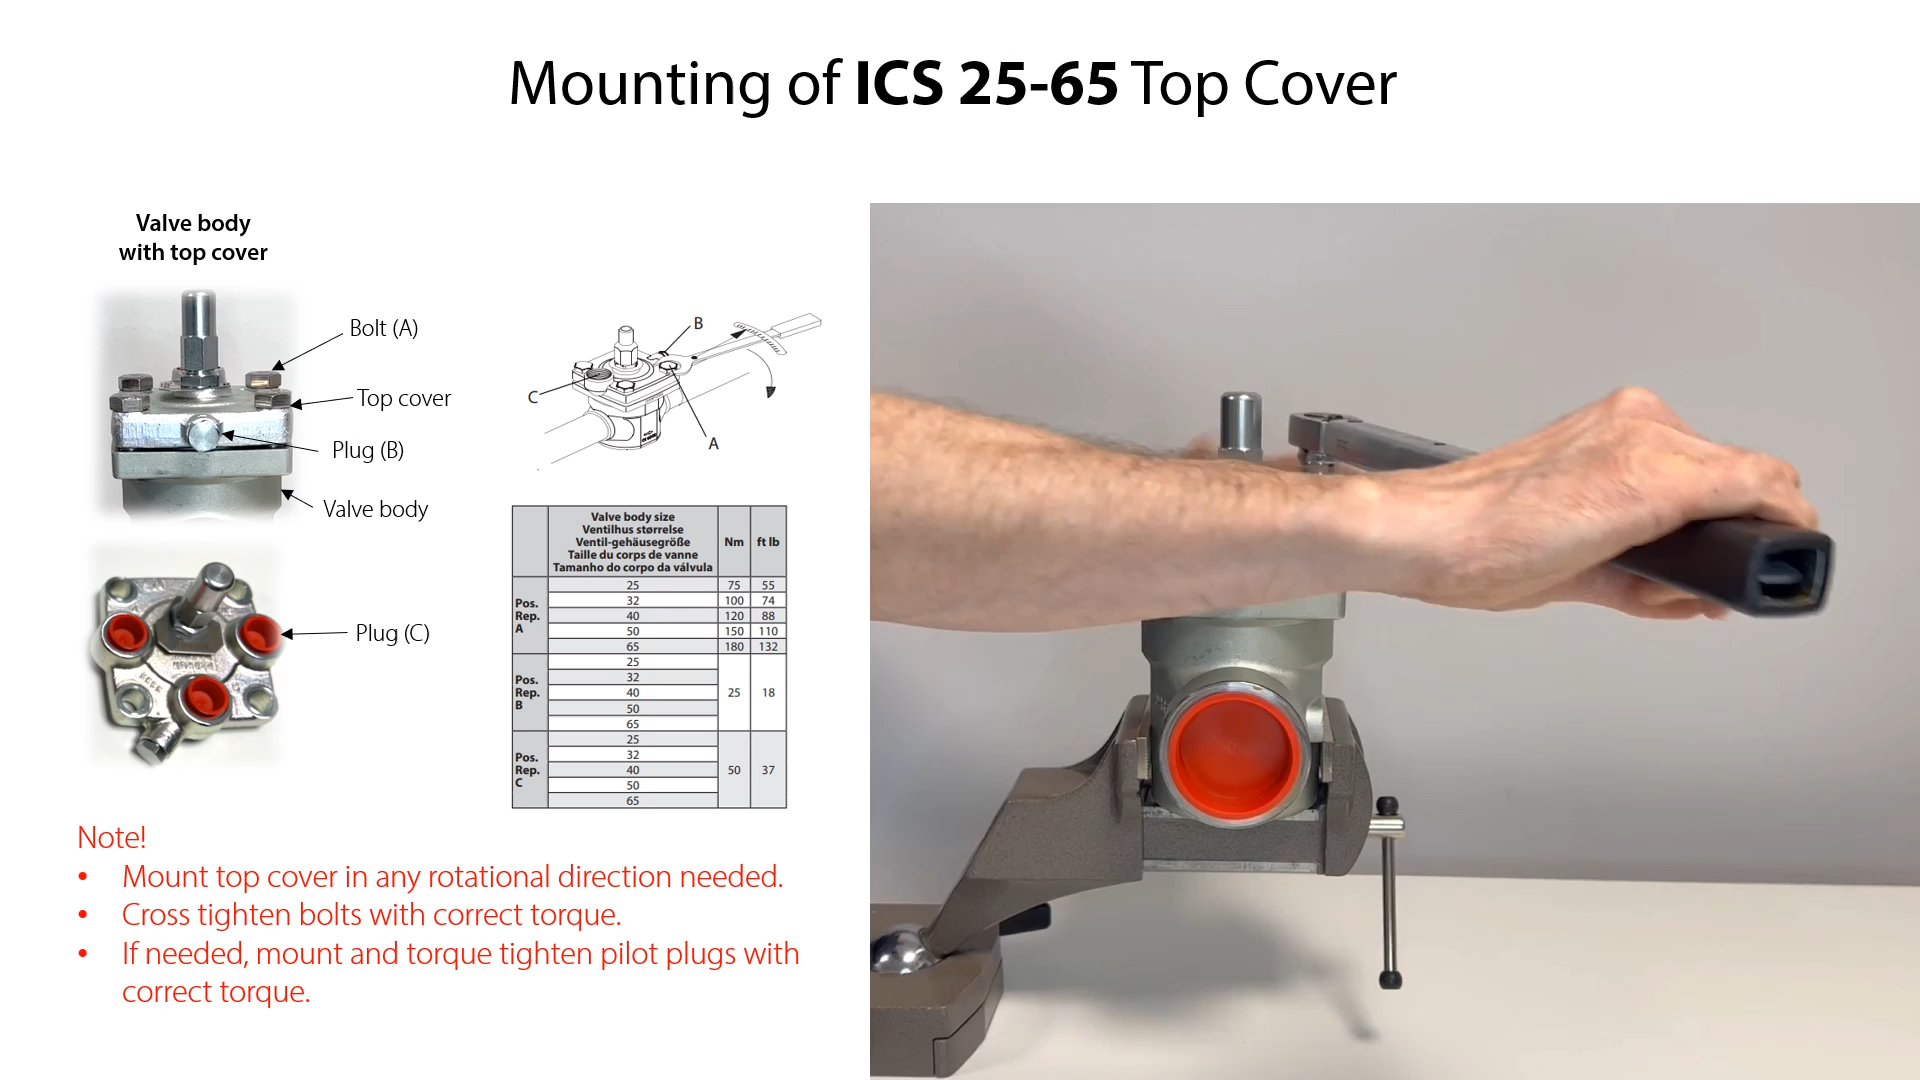 Mounting of ICS 25-65 Top Cover
Valve body
with top cover
Bolt (A)
Top cover
Plug (B)
Valve body
Plug (C)
B
C
A
Valve body size
Ventilhus størrelse
Ventil-gehäusegröße
Taille du corps de vanne
Tamanho do corpo da válvula
Nm
ft lb
Pos.
Rep.
A
25 75 55
32 100 74
40 120 88
50 150 110
65 180 132
Pos.
Rep.
B
25
32
40 25 18
50
65
Pos.
Rep.
C
25
32
40 50 37
50
65
Note!
• Mount top cover in any rotational direction needed.
• Cross tighten bolts with correct torque.
• If needed, mount and torque tighten pilot plugs with
correct torque.